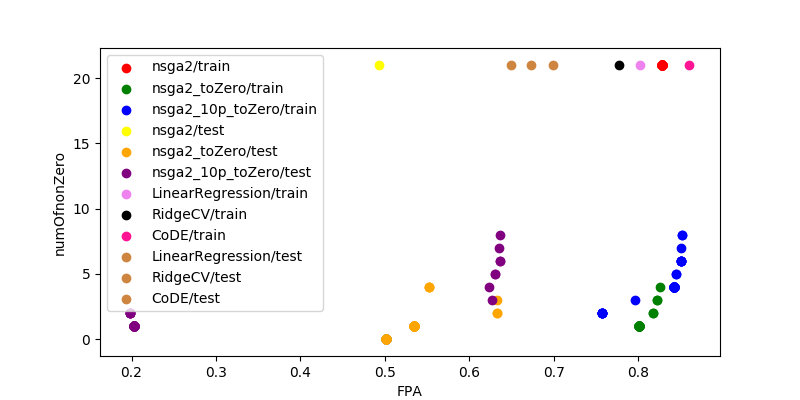 nsga2/train
nsga2_toZero/train
nsga2_10p_toZero/train
nsga2/test
nsga2_toZero/test
nsga2_10p_toZero/test
LinearRegression/train
RidgeCV/train
CoDE/train
LinearRegression/test
RidgeCV/test
CoDE/test
numOfnonZero
20
15
10
5
0
0.2
0.3
0.4
0.5
0.6
0.7
0.8
FPA